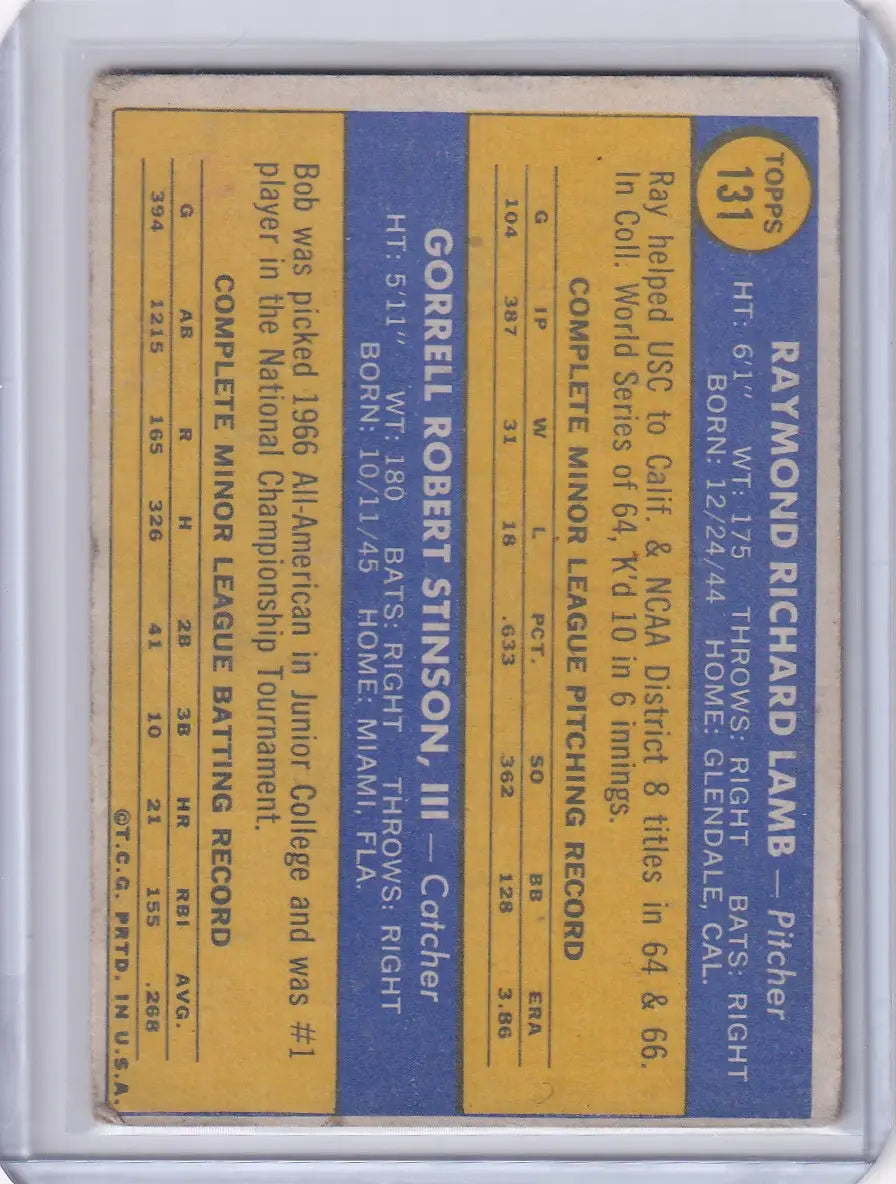 TOPPS
131
RAYMOND RICHARD LAMB — Pitcher
HT: 6'1" WT: 175 THROWS: RIGHT BATS: RIGHT
BORN: 12/24/44 HOME: GLENDALE, CAL.
Ray helped USC to Calif. & NCAA District 8 titles in 64 & 66.
In Coll. World Series of 64, K'd 10 in 6 innings.
COMPLETE MINOR LEAGUE PITCHING RECORD
G IP W L PCT. SO BB ERA
104 387 31 18 .633 362 128 3.86
GORRELL ROBERT STINSON, III — Catcher
HT: 5'11" WT: 180 BATS: RIGHT THROWS: RIGHT
BORN: 10/11/45 HOME: MIAMI, FLA.
Bob was picked 1966 All-American in Junior College and was #1
player in the National Championship Tournament.
COMPLETE MINOR LEAGUE BATTING RECORD
G AB R H 2B 3B HR RBI AVG.
394 1215 165 326 41 10 21 155 .268
©T.C.G. PRTD. IN U.S.A.